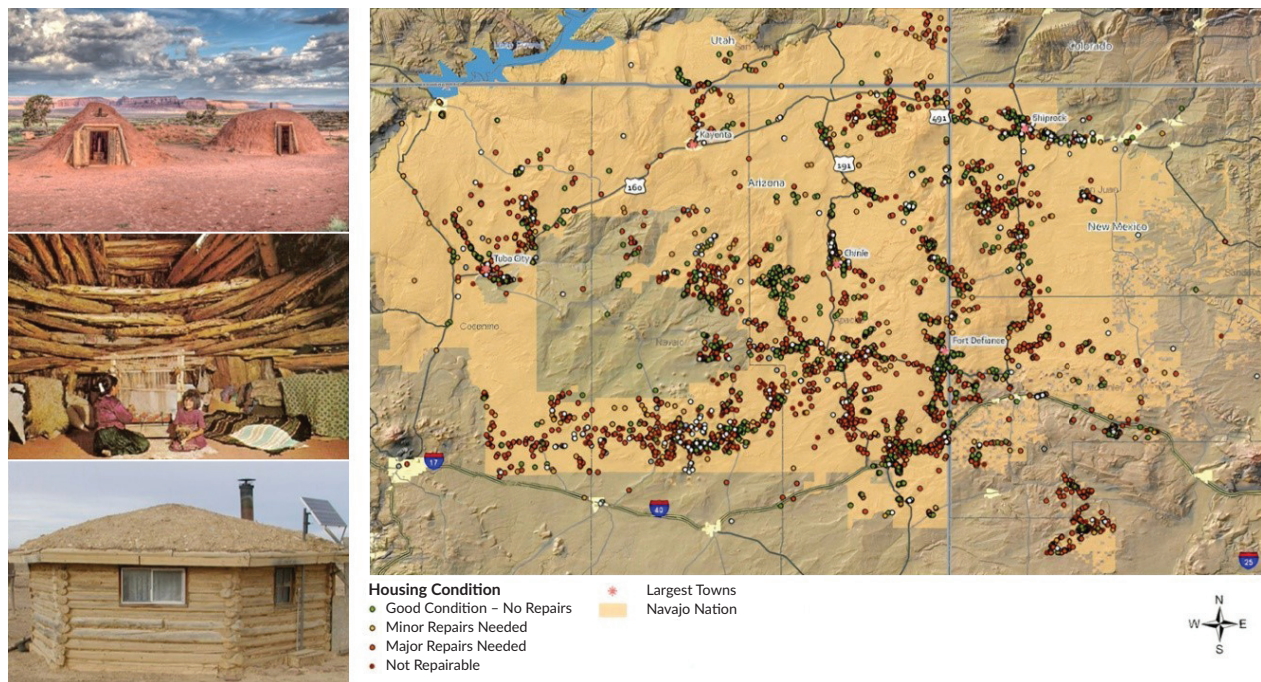 Utah
Colorado
491
Shiprock
Kayenta
191
160
Arizona
San Juan
New Mexico
Tuba City
Chinle
Coconino
Navajo
Fort Defiance
17
40
25
Housing Condition
Good Condition – No Repairs
Minor Repairs Needed
Major Repairs Needed
Not Repairable
Largest Towns
Navajo Nation
N
W E
S